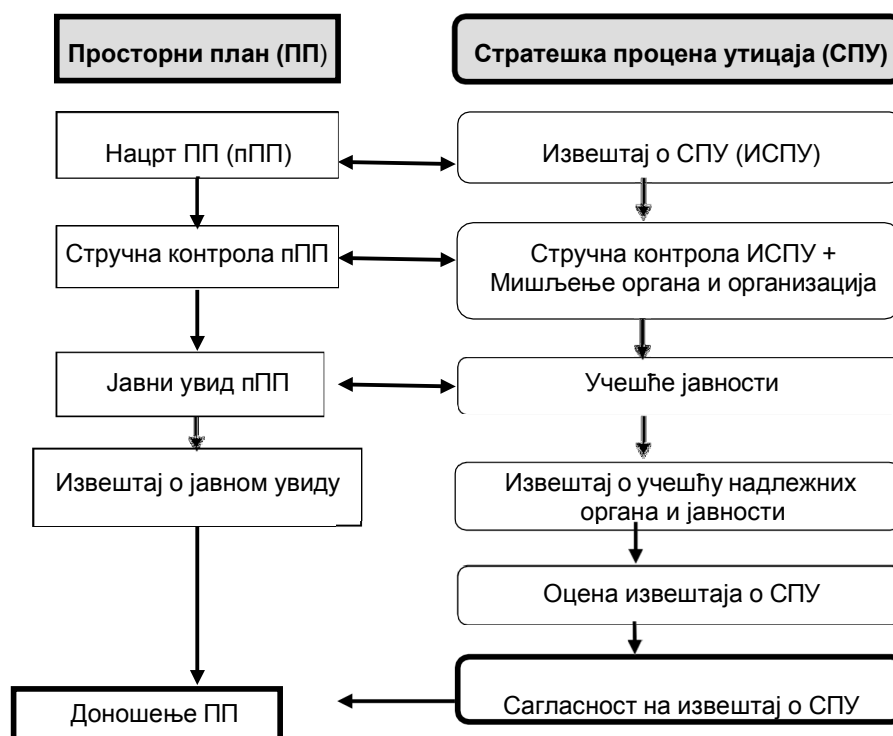 Просторни план (ПП)
Стратешка процена утицаја (СПУ)
Нацрт ПП (пПП)
Извештај о СПУ (ИСПУ)
Стручна контрола пПП
Стручна контрола ИСПУ +
Мишљење органа и организација
Јавни увид пПП
Учешће јавности
Извештај о јавном увиду
Извештај о учешћу надлежних
органа и јавности
Оцена извештаја о СПУ
Доношење ПП
Сагласност на извештај о СПУ